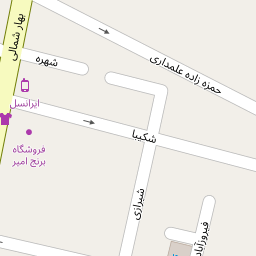 بهار شمالی
حمزه زاده علمداری
شهره
ایرانسل
شکیبا
فروشگاه
برنج امیر
شیرازی
فیروزآباد